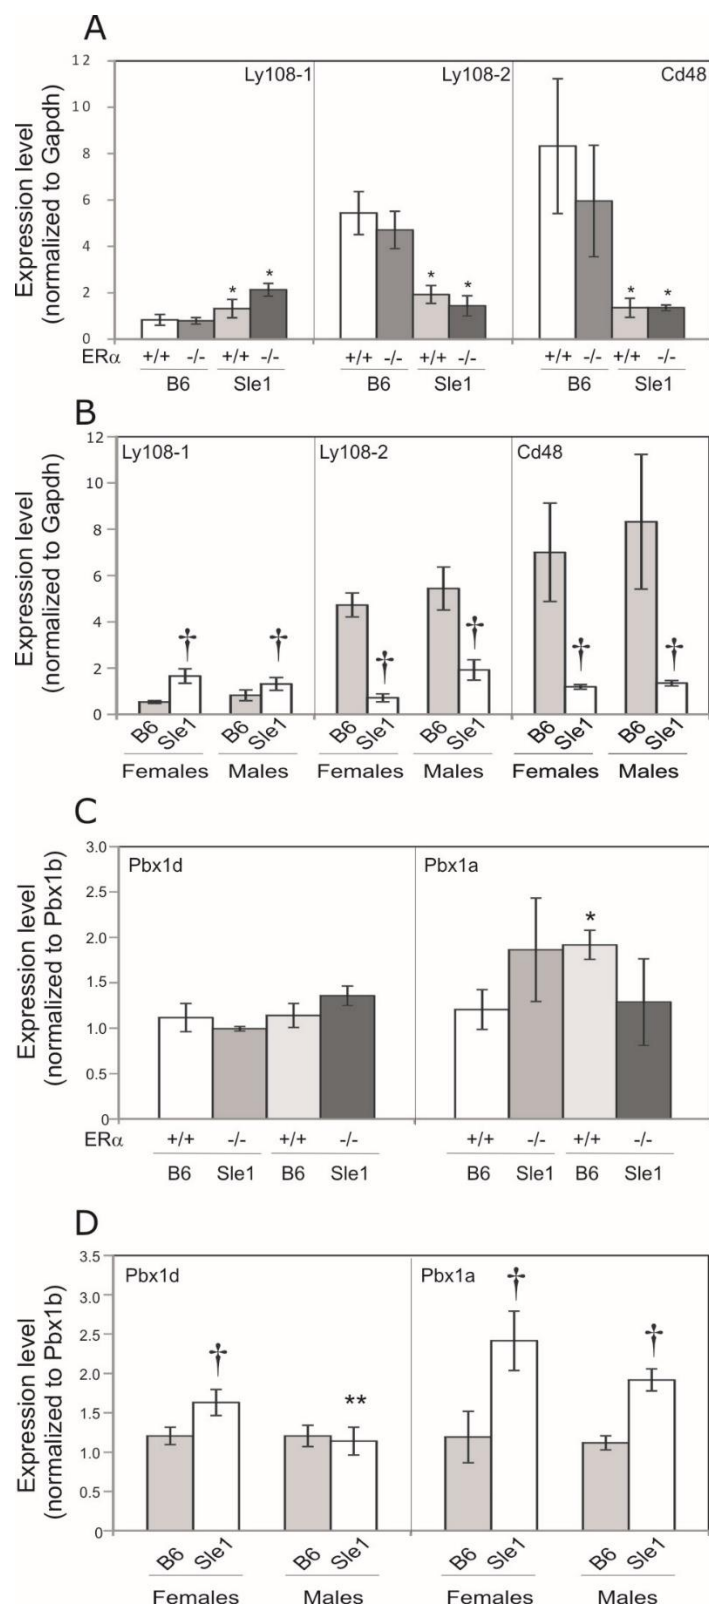 A
Expression level
(normalized to Gapdh)
12
10
8
6
4
2
0
Ly108-1 Ly108-2 Cd48
* * * * * *
ERα +/+ -/- +/+ -/- +/+ -/- +/+ -/- +/+ -/- +/+ -/-
B6 Sle1 B6 Sle1 B6 Sle1
B
Expression level
(normalized to Gapdh)
12
10
8
6
4
2
0
Ly108-1 Ly108-2 Cd48
† † † † † †
B6 Sle1 B6 Sle1 B6 Sle1 B6 Sle1 B6 Sle1 B6 Sle1
Females Males Females Males Females Males
C
Expression level
(normalized to Pbx1b)
3.0
2.5
2.0
1.5
1.0
0.5
0
Pbx1d Pbx1a
*
ERα +/+ -/- +/+ -/- +/+ -/- +/+ -/-
B6 Sle1 B6 Sle1 B6 Sle1 B6 Sle1
D
Expression level
(normalized to Pbx1b)
3.5
3.0
2.5
2.0
1.5
1.0
0.5
0
Pbx1d Pbx1a
† ** † †
B6 Sle1 B6 Sle1 B6 Sle1 B6 Sle1
Females Males Females Males